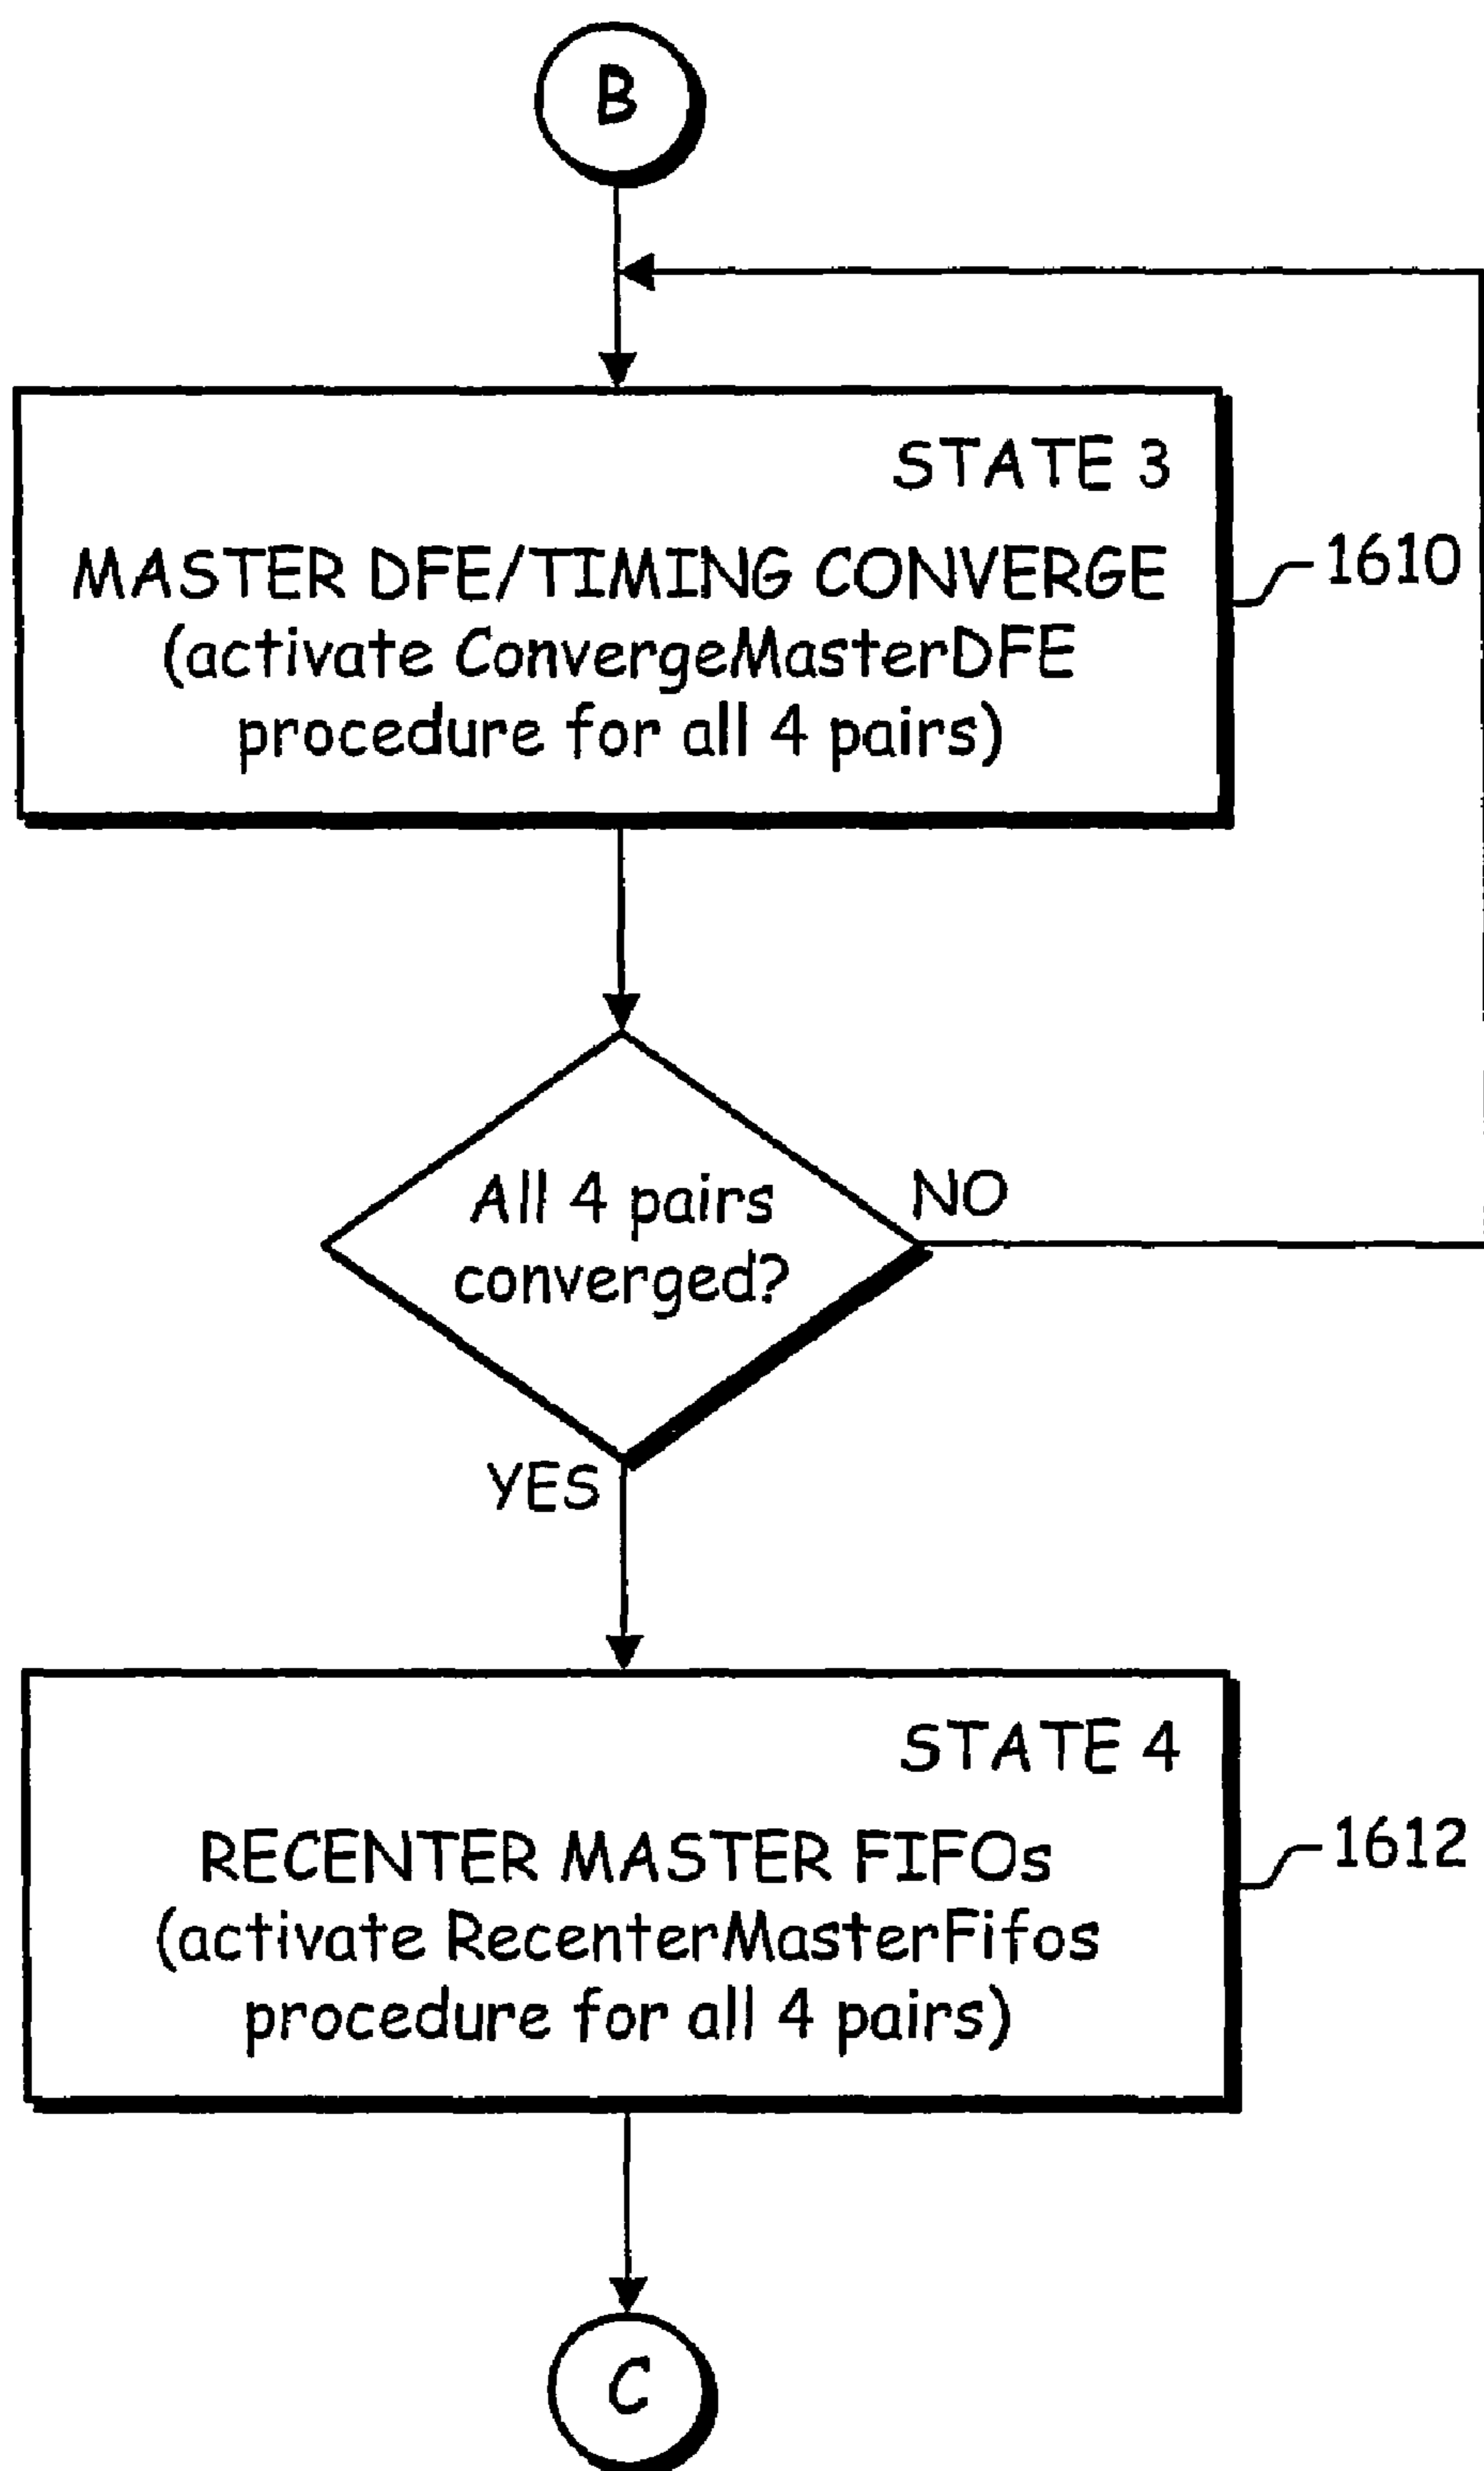 B
STATE 3
MASTER DFE/TIMING CONVERGE
(activate ConvergeMasterDFE
procedure for all 4 pairs)
1610
All 4 pairs
converged?
NO
YES
STATE 4
RECENTER MASTER FIFOs
(activate RecenterMasterFifos
procedure for all 4 pairs)
1612
C